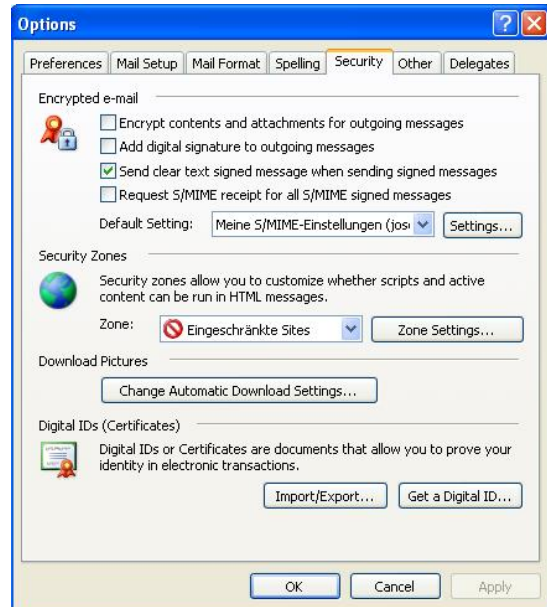 Options
Preferences Mail Setup Mail Format Spelling Security Other Delegates
Encrypted e-mail
Encrypt contents and attachments for outgoing messages
Add digital signature to outgoing messages
Send clear text signed message when sending signed messages
Request S/MIME receipt for all S/MIME signed messages
Default Setting: Meine S/MIME-Einstellungen (jos Settings...
Security Zones
Security zones allow you to customize whether scripts and active
content can be run in HTML messages.
Zone: Eingeschränkte Sites Zone Settings...
Download Pictures
Change Automatic Download Settings...
Digital IDs (Certificates)
Digital IDs or Certificates are documents that allow you to prove your
identity in electronic transactions.
Import/Export... Get a Digital ID...
OK Cancel Apply